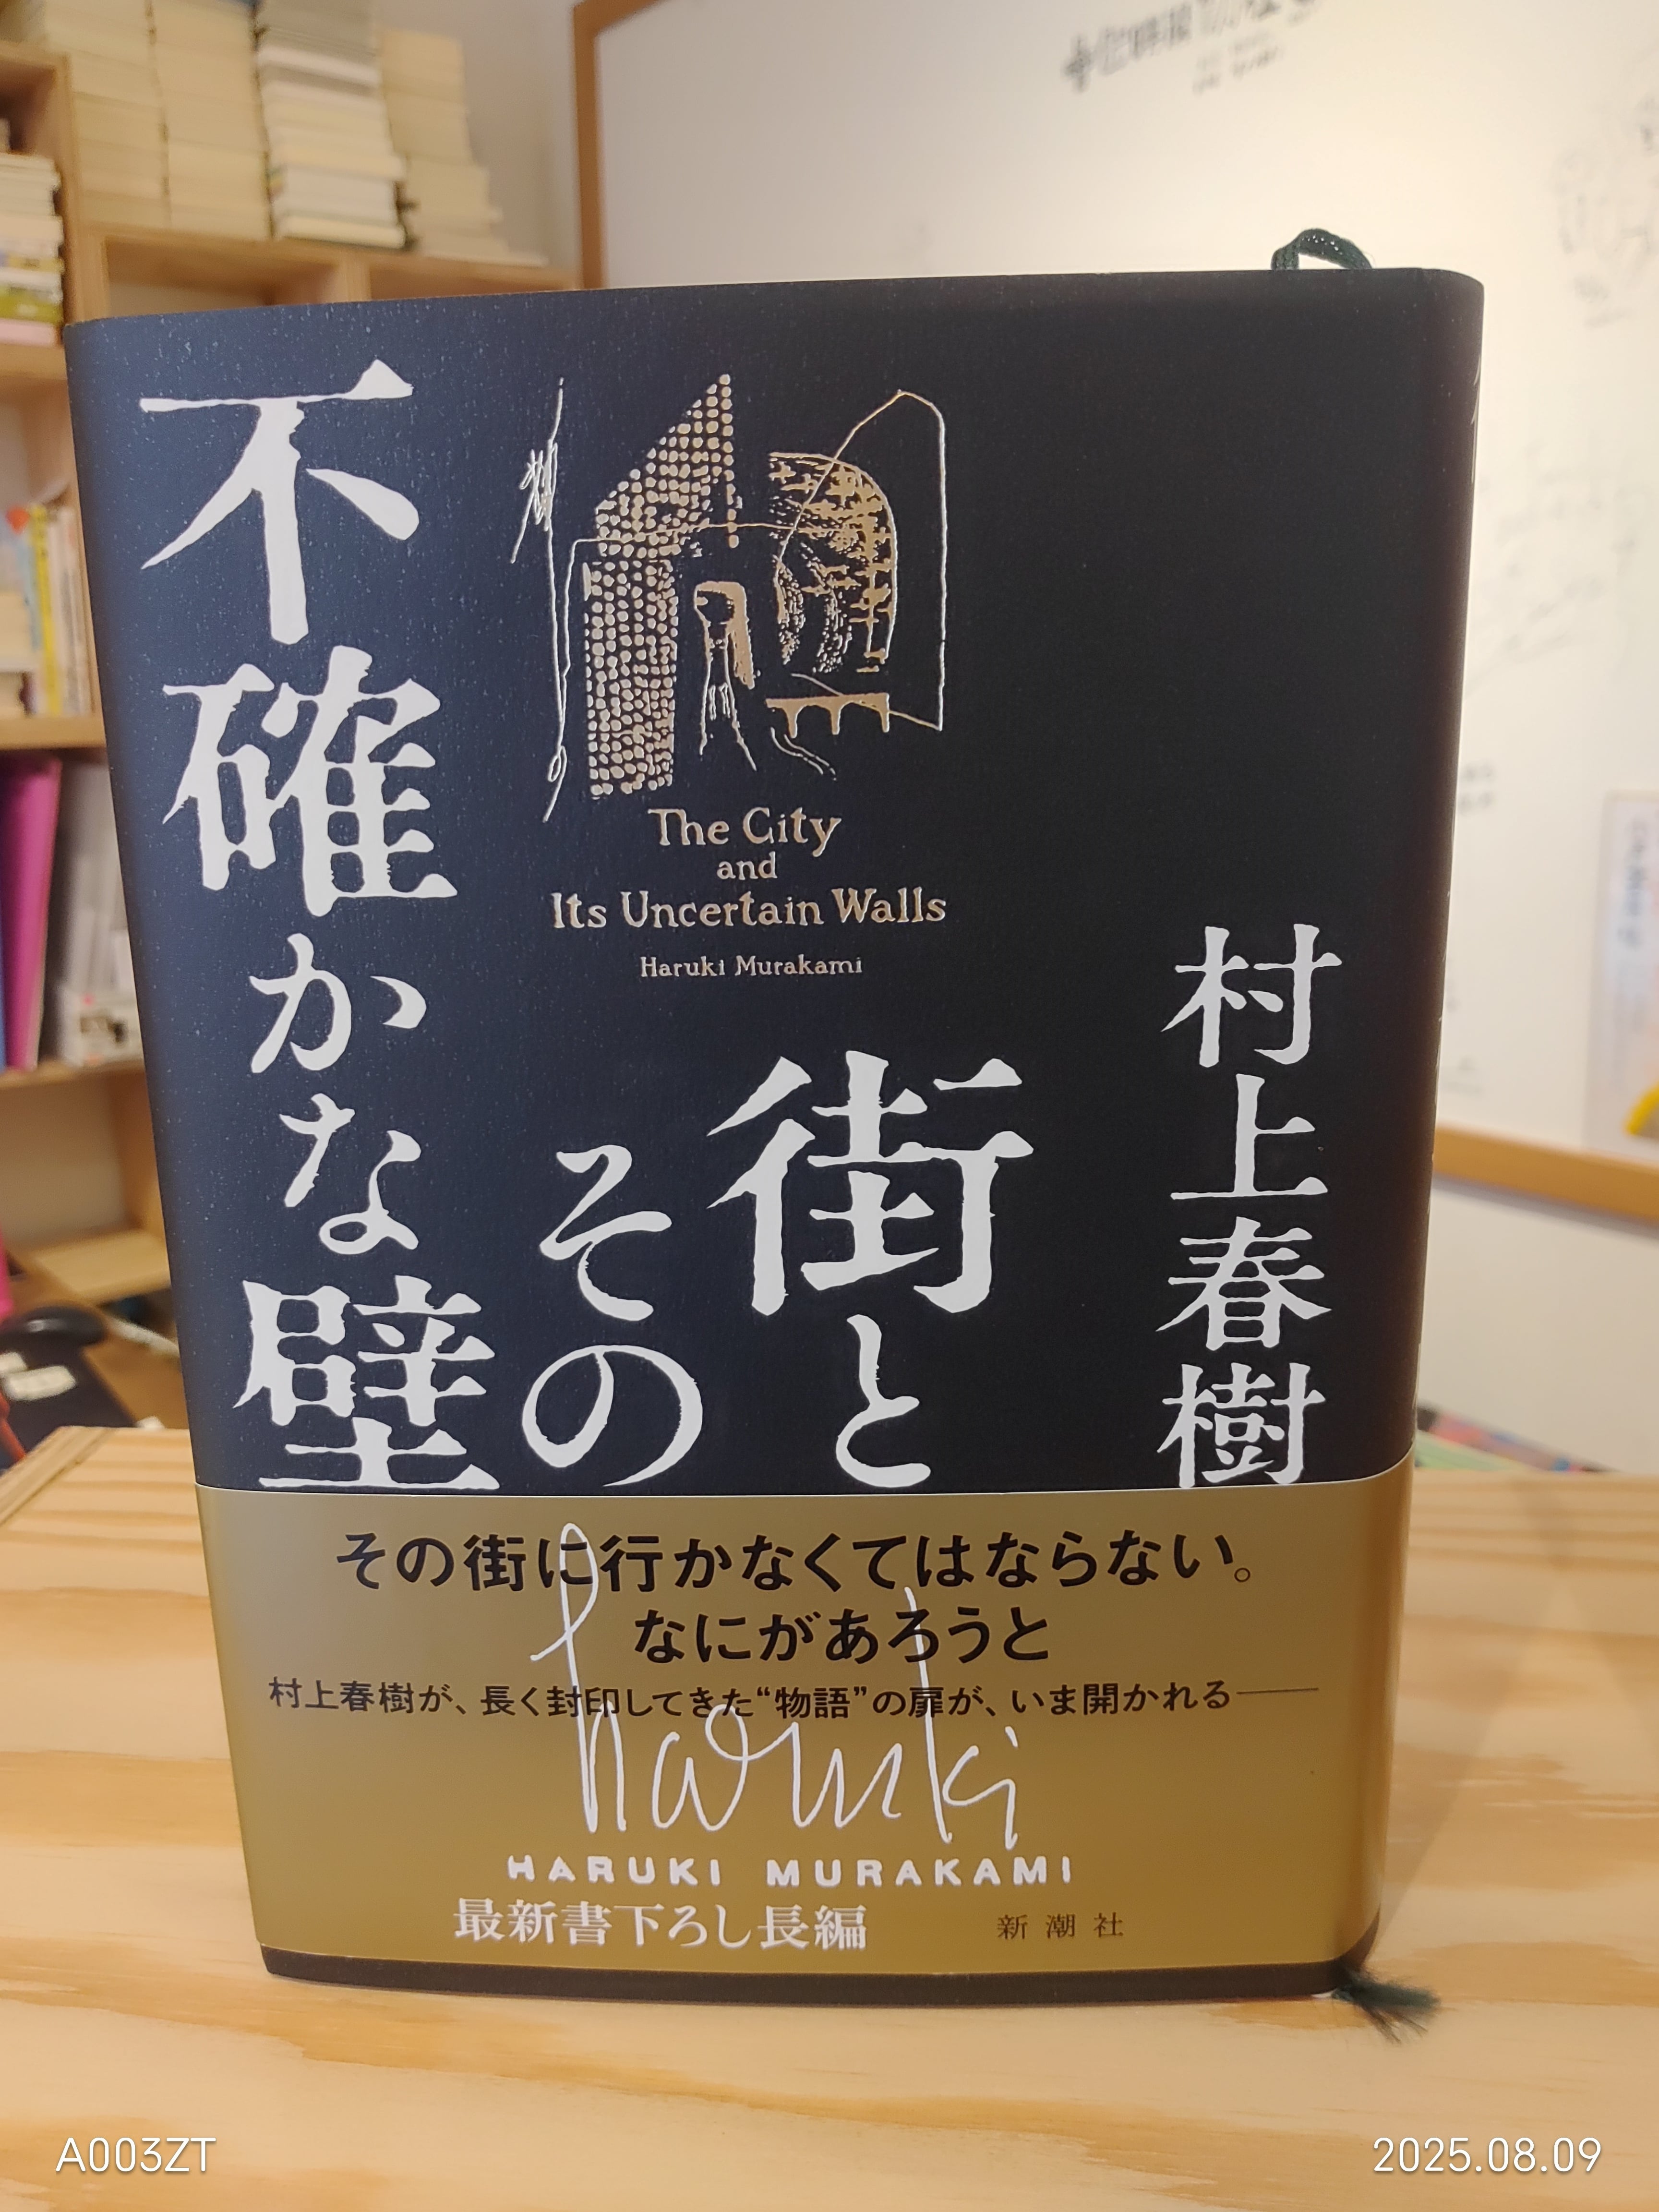 村上春樹
街と
その
不確かな壁
The City
and
Its Uncertain Walls
Haruki Murakami
その街に行かなくてはならない。
なにがあろうと
村上春樹が、長く封印してきた“物語”の扉が、いま開かれる――
haruki
HARUKI MURAKAMI
最新書下ろし長編
新潮社
A003ZT
2025.08.09